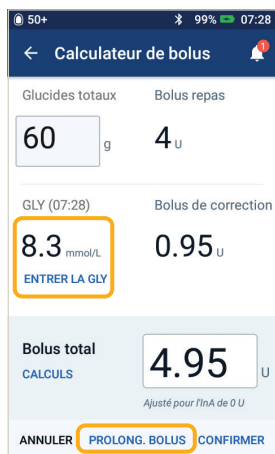 50+ 99% 07:28
Calculateur de bolus 1
Glucides totaux Bolus repas
60 g 4 U
GLY (07:28) Bolus de correction
8.3 mmol/L 0.95 U
ENTRER LA GLY
Bolus total 4.95 U
CALCULS
Ajusté pour l'InA de 0 U
ANNULER PROLONG. BOLUS CONFIRMER